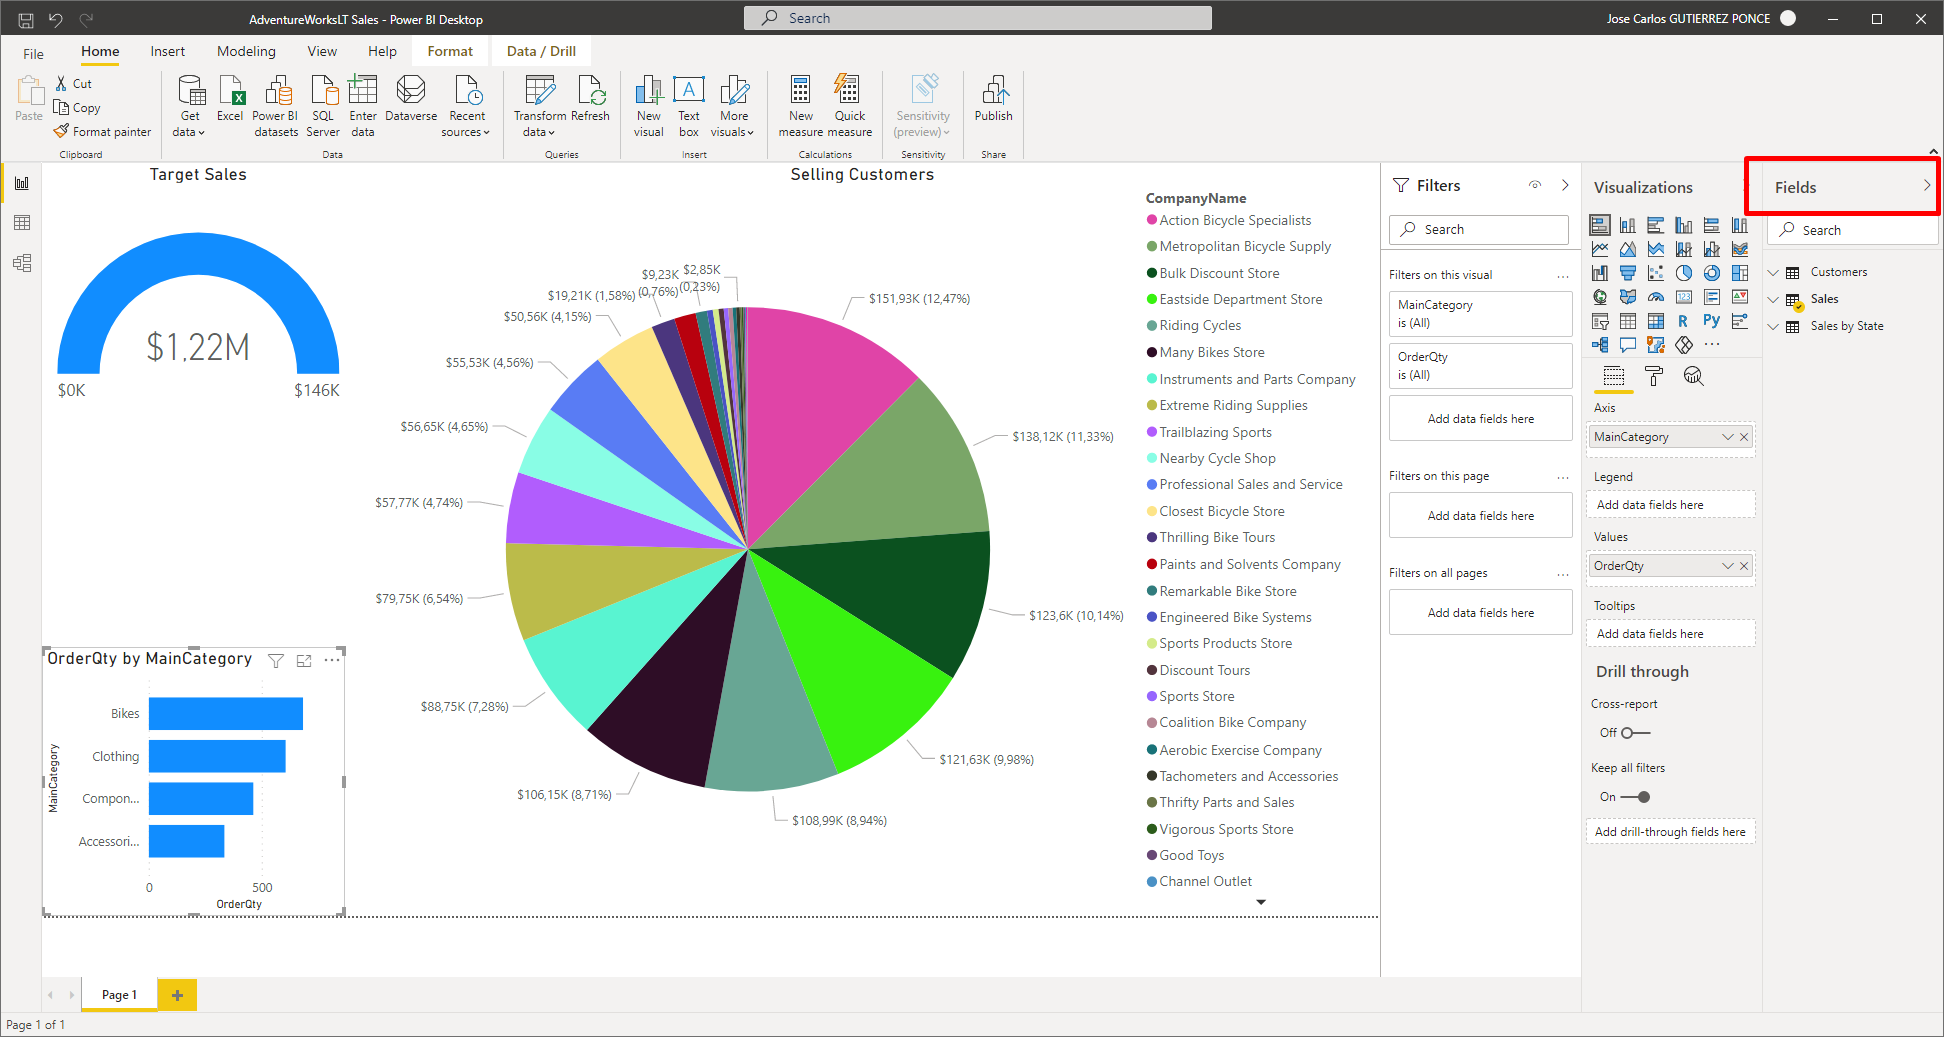 AdventureWorksLT Sales - Power BI Desktop
Search
Jose Carlos GUTIERREZ PONCE
File
Home
Insert
Modeling
View
Help
Format
Data / Drill
Paste
Cut
Copy
Format painter
Clipboard
Get data
Excel
Power BI datasets
SQL Server
Enter data
Dataverse
Recent sources
Data
Transform data
Refresh
Queries
New visual
Text box
More visuals
Insert
New measure
Quick measure
Calculations
Sensitivity (preview)
Sensitivity
Publish
Share
Target Sales
$1,22M
$0K
$146K
Selling Customers
$151,93K (12,47%)
$138,12K (11,33%)
$123,6K (10,14%)
$121,63K (9,98%)
$108,99K (8,94%)
$106,15K (8,71%)
$88,75K (7,28%)
$79,75K (6,54%)
$57,77K (4,74%)
$56,65K (4,65%)
$55,53K (4,56%)
$50,56K (4,15%)
$19,21K (1,58%)
$9,23K (0,76%)
$2,85K (0,23%)
CompanyName
Action Bicycle Specialists
Metropolitan Bicycle Supply
Bulk Discount Store
Eastside Department Store
Riding Cycles
Many Bikes Store
Instruments and Parts Company
Extreme Riding Supplies
Trailblazing Sports
Nearby Cycle Shop
Professional Sales and Service
Closest Bicycle Store
Thrilling Bike Tours
Paints and Solvents Company
Remarkable Bike Store
Engineered Bike Systems
Sports Products Store
Discount Tours
Sports Store
Coalition Bike Company
Aerobic Exercise Company
Tachometers and Accessories
Thrifty Parts and Sales
Vigorous Sports Store
Good Toys
Channel Outlet
OrderQty by MainCategory
MainCategory
Bikes
Clothing
Compon...
Accessori...
0
500
OrderQty
Filters
Search
Filters on this visual
...
MainCategory
is (All)
OrderQty
is (All)
Add data fields here
Filters on this page
...
Add data fields here
Filters on all pages
...
Add data fields here
Visualizations
R
Py
123
...
Axis
MainCategory
Legend
Add data fields here
Values
OrderQty
Tooltips
Add data fields here
Drill through
Cross-report
Off
Keep all filters
On
Add drill-through fields here
Fields
Search
Customers
Sales
Sales by State
Page 1
Page 1 of 1